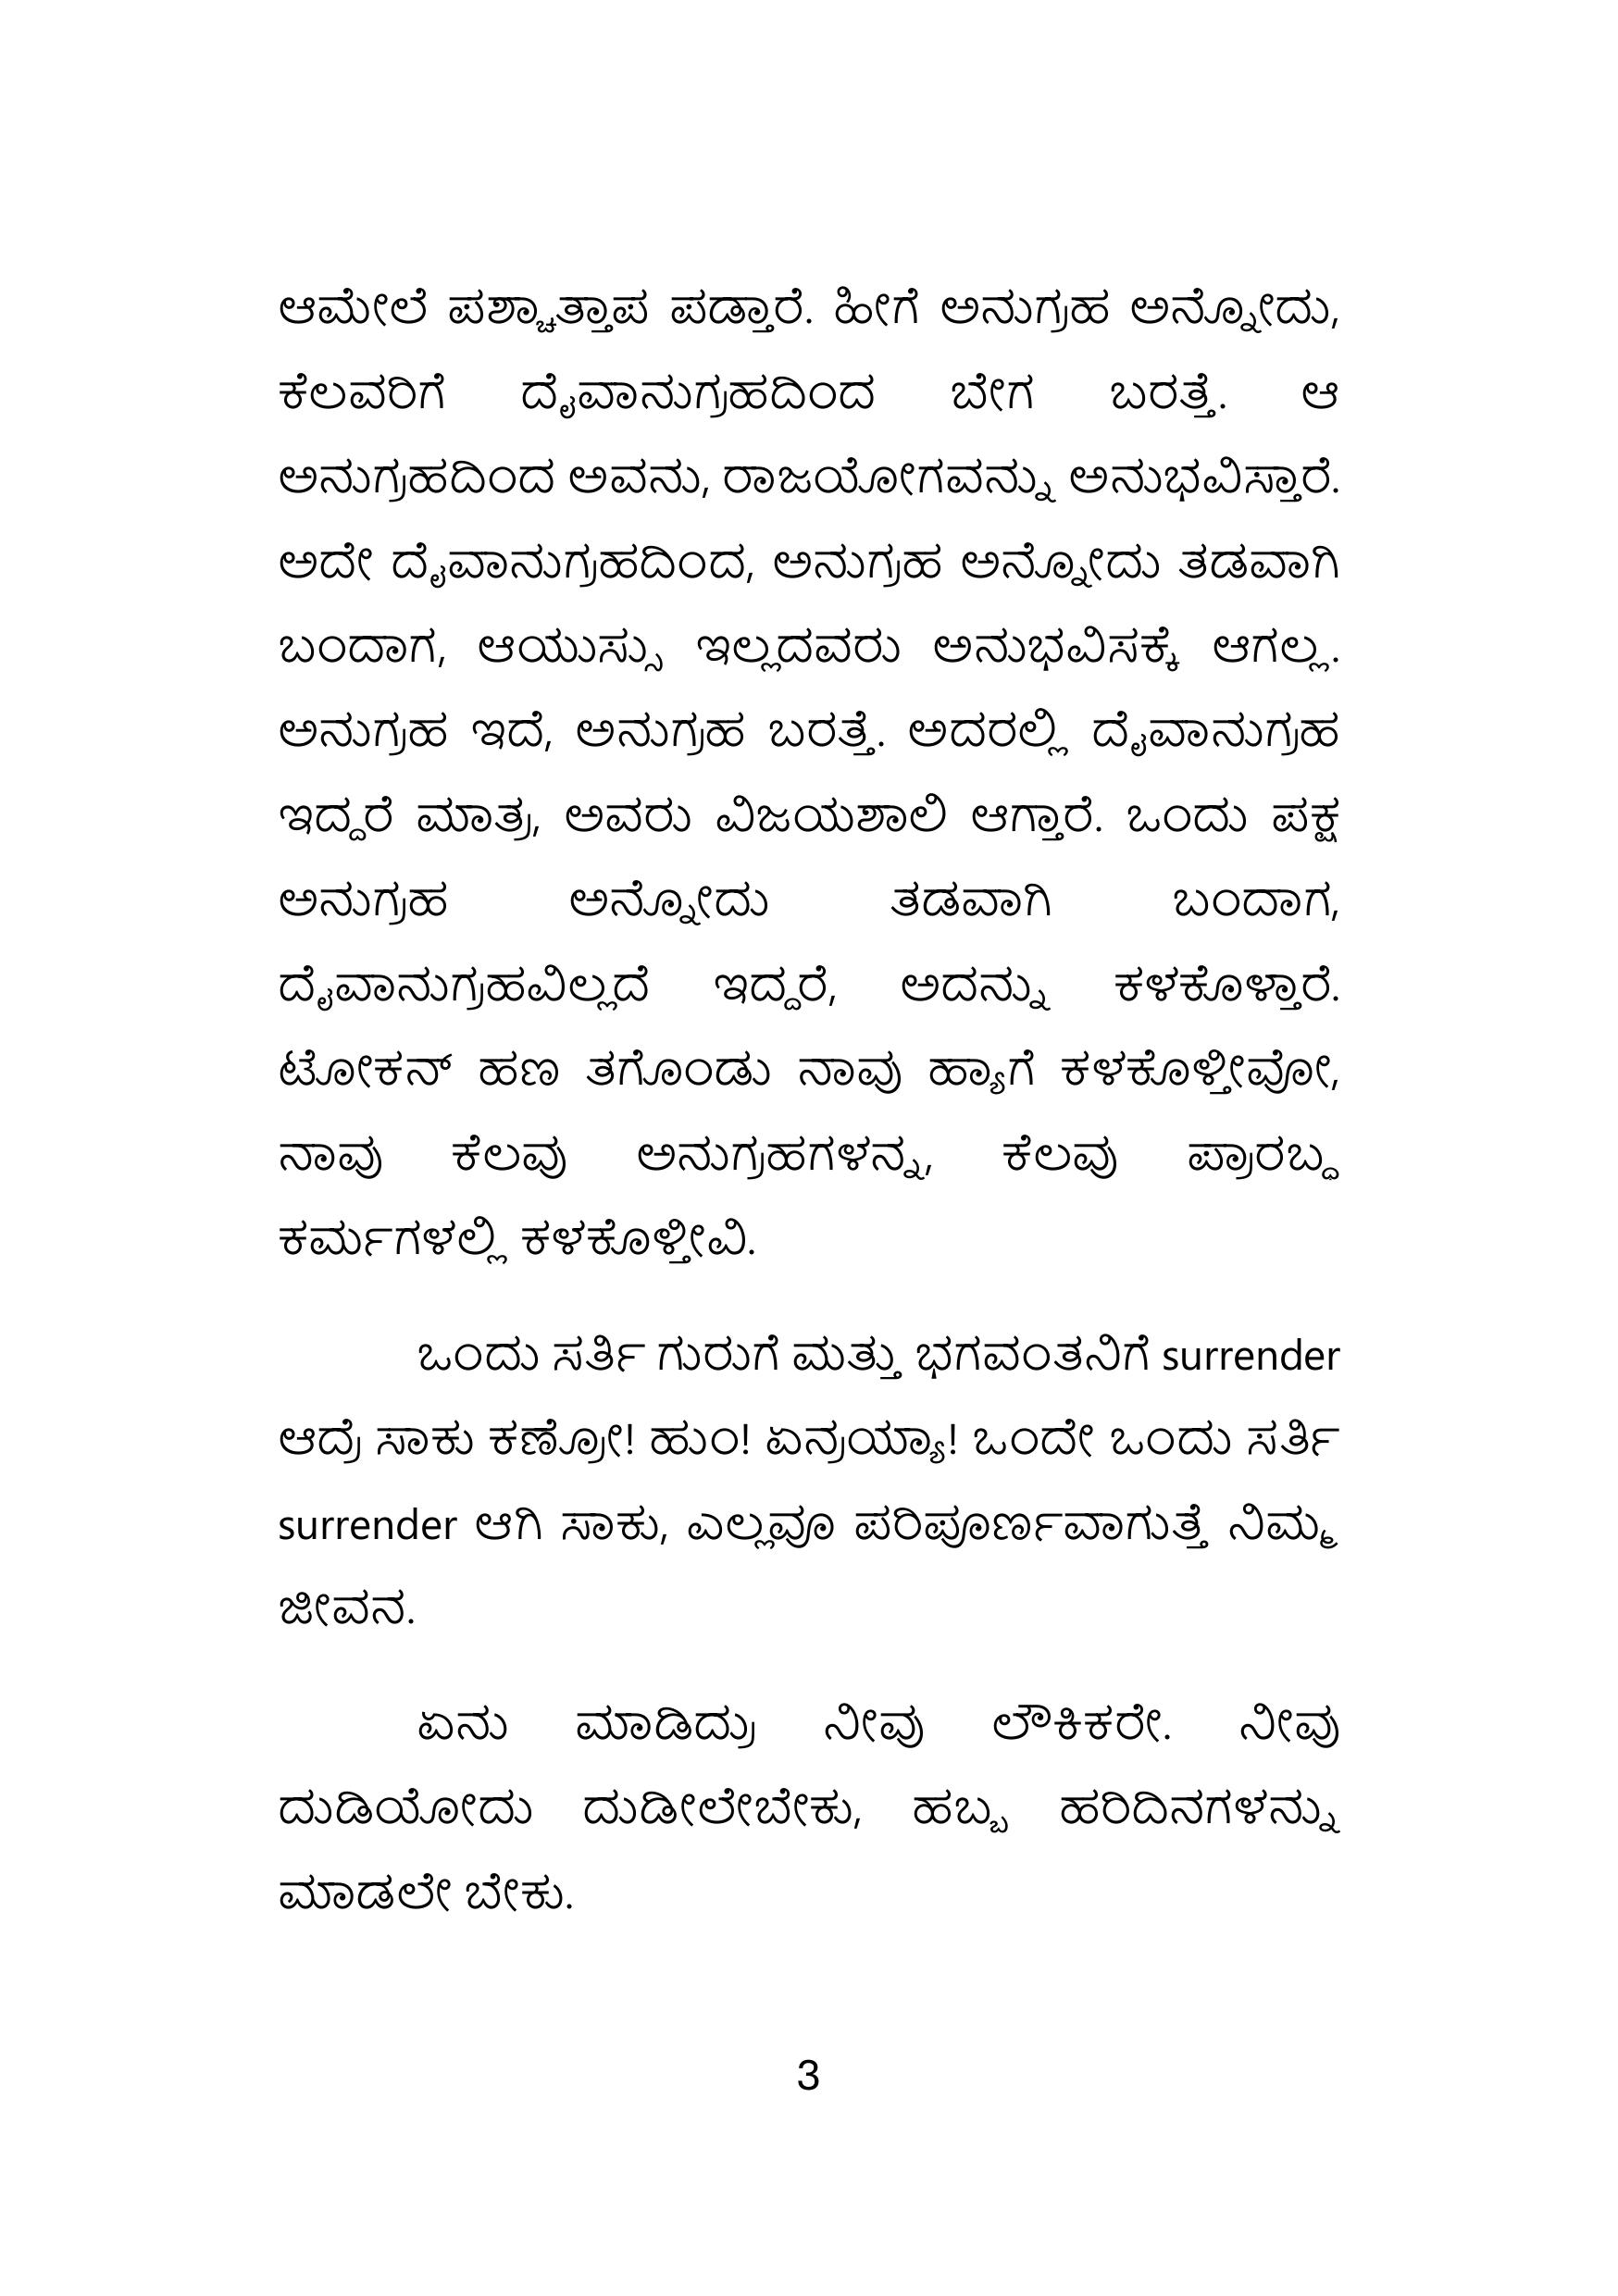 ಆಮೇಲೆ ಪಶ್ಚಾತ್ತಾಪ ಪಡ್ತಾರೆ. ಹೀಗೆ ಅನುಗ್ರಹ ಅನ್ನೋದು,
ಕೆಲವರಿಗೆ ದೈವಾನುಗ್ರಹದಿಂದ ಬೇಗ ಬರತ್ತೆ. ಆ
ಅನುಗ್ರಹದಿಂದ ಅವನು, ರಾಜಯೋಗವನ್ನು ಅನುಭವಿಸ್ತಾರೆ.
ಅದೇ ದೈವಾನುಗ್ರಹದಿಂದ, ಅನುಗ್ರಹ ಅನ್ನೋದು ತಡವಾಗಿ
ಬಂದಾಗ, ಆಯುಸ್ಸು ಇಲ್ಲದವರು ಅನುಭವಿಸಕ್ಕೆ ಆಗಲ್ಲ.
ಅನುಗ್ರಹ ಇದೆ, ಅನುಗ್ರಹ ಬರತ್ತೆ. ಅದರಲ್ಲಿ ದೈವಾನುಗ್ರಹ
ಇದ್ದರೆ ಮಾತ್ರ, ಅವರು ವಿಜಯಶಾಲಿ ಆಗ್ತಾರೆ. ಒಂದು ಪಕ್ಷ
ಅನುಗ್ರಹ ಅನ್ನೋದು ತಡವಾಗಿ ಬಂದಾಗ,
ದೈವಾನುಗ್ರಹವಿಲ್ಲದೆ ಇದ್ದರೆ, ಅದನ್ನು ಕಳಕೊಳ್ತಾರೆ.
ಟೋಕನ್ ಹಣ ತಗೊಂಡು ನಾವು ಹ್ಯಾಗೆ ಕಳಕೊಳ್ತೀವೋ,
ನಾವು ಕೆಲವು ಅನುಗ್ರಹಗಳನ್ನ, ಕೆಲವು ಪ್ರಾರಬ್ಧ
ಕರ್ಮಗಳಲ್ಲಿ ಕಳಕೊಳ್ತೀವಿ.
ಒಂದು ಸರ್ತಿ ಗುರುಗೆ ಮತ್ತು ಭಗವಂತನಿಗೆ surrender
ಆದ್ರೆ ಸಾಕು ಕಣ್ರೋ! ಹುಂ! ಏನ್ರಯ್ಯಾ! ಒಂದೇ ಒಂದು ಸರ್ತಿ
surrender ಆಗಿ ಸಾಕು, ಎಲ್ಲವೂ ಪರಿಪೂರ್ಣವಾಗುತ್ತೆ ನಿಮ್ಮ
ಜೀವನ.
ಏನು ಮಾಡಿದ್ರು ನೀವು ಲೌಕಿಕರೇ. ನೀವು
ದುಡಿಯೋದು ದುಡೀಲೇಬೇಕು, ಹಬ್ಬ ಹರಿದಿನಗಳನ್ನು
ಮಾಡಲೇ ಬೇಕು.
3